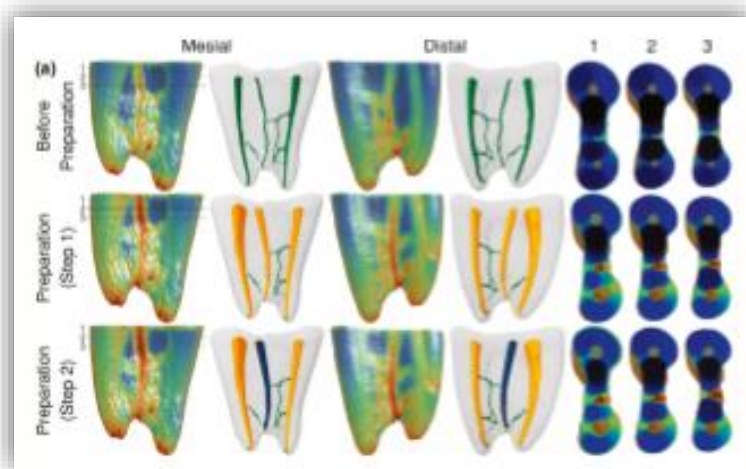 Mesial Distal 1 2 3
(a)
Before
Preparation
Preparation
(Step 1)
Preparation
(Step 2)